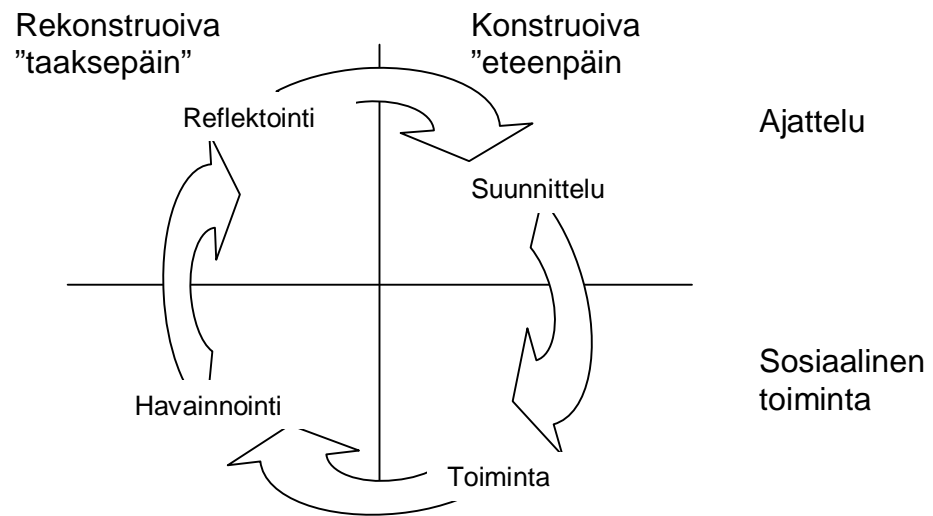 Rekonstruoiva
”taaksepäin”
Konstruoiva
”eteenpäin
Reflektointi
Ajattelu
Suunnittelu
Sosiaalinen
toiminta
Havainnointi
Toiminta